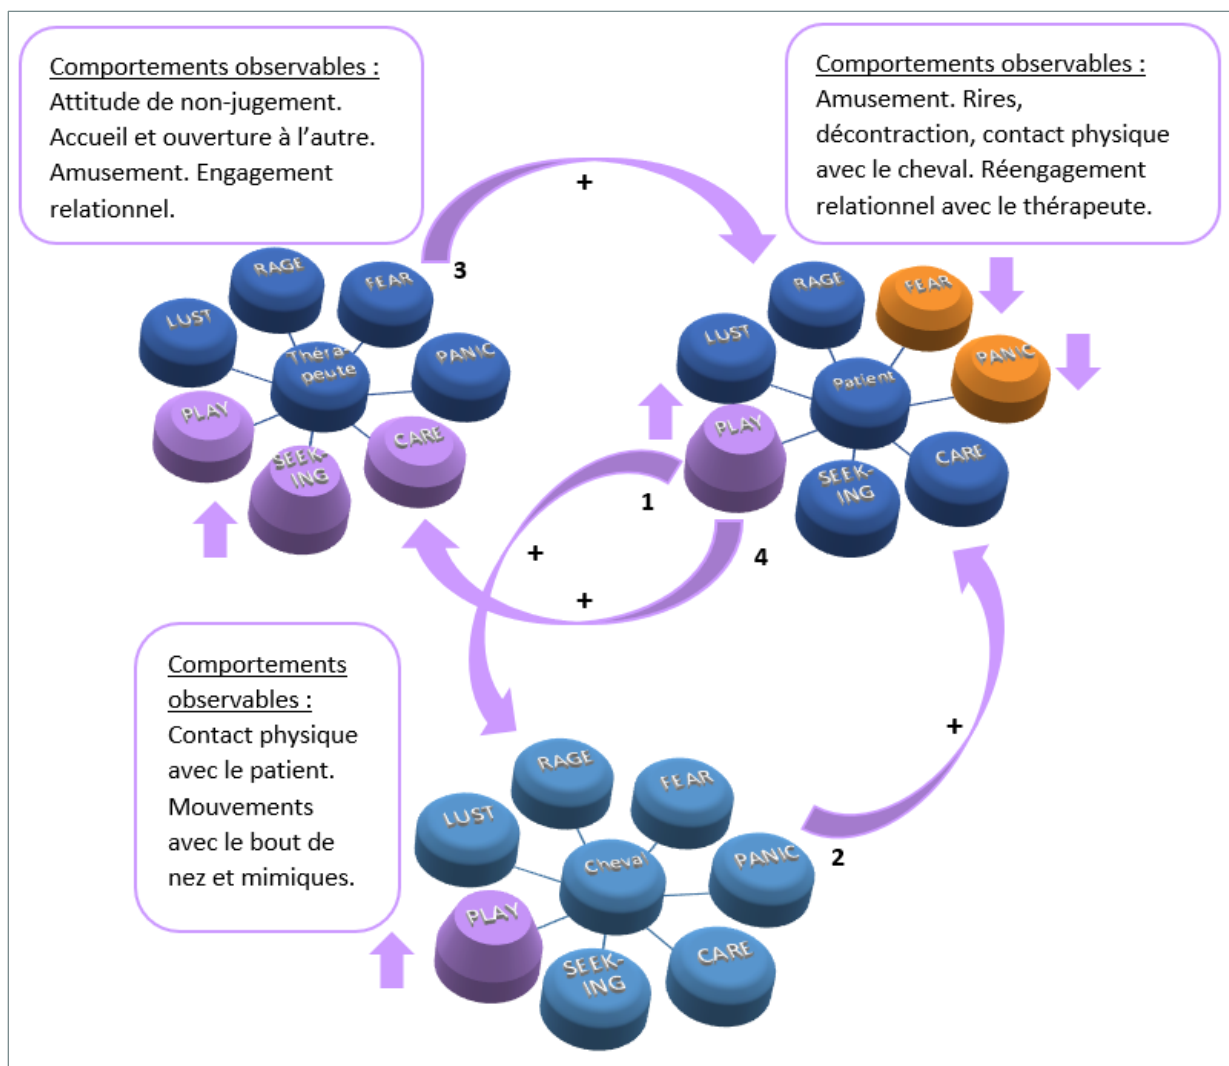 Comportements observables :
Attitude de non-jugement.
Accueil et ouverture à l'autre.
Amusement. Engagement
relationnel.
Comportements observables :
Amusement. Rires,
décontraction, contact physique
avec le cheval. Réengagement
relationnel avec le thérapeute.
+
3
RAGE
FEAR
LUST
PANIC
Théra-
peute
PLAY
CARE
SEEK-
ING
RAGE
FEAR
LUST
PANIC
Patient
PLAY
CARE
SEEK-
ING
1
4
+
+
Comportements
observables :
Contact physique
avec le patient.
Mouvements
avec le bout de
nez et mimiques.
+
2
RAGE
FEAR
LUST
PANIC
Cheval
PLAY
CARE
SEEK-
ING